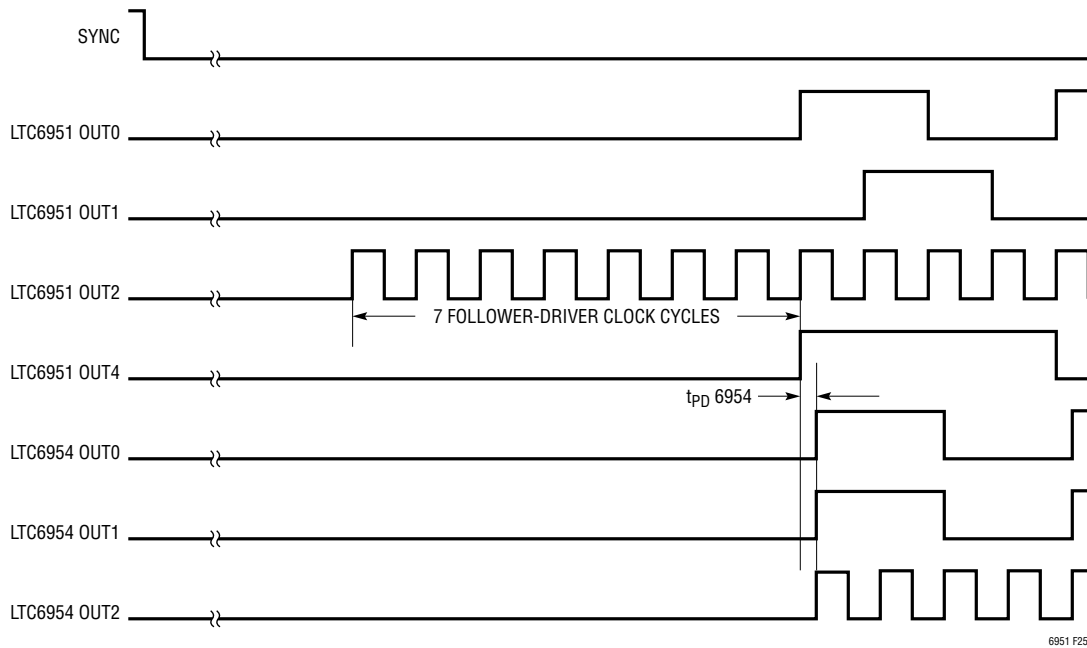 SYNC
LTC6951 OUT0
LTC6951 OUT1
LTC6951 OUT2
7 FOLLOWER-DRIVER CLOCK CYCLES
LTC6951 OUT4
tPD 6954
LTC6954 OUT0
LTC6954 OUT1
LTC6954 OUT2
6951 F25